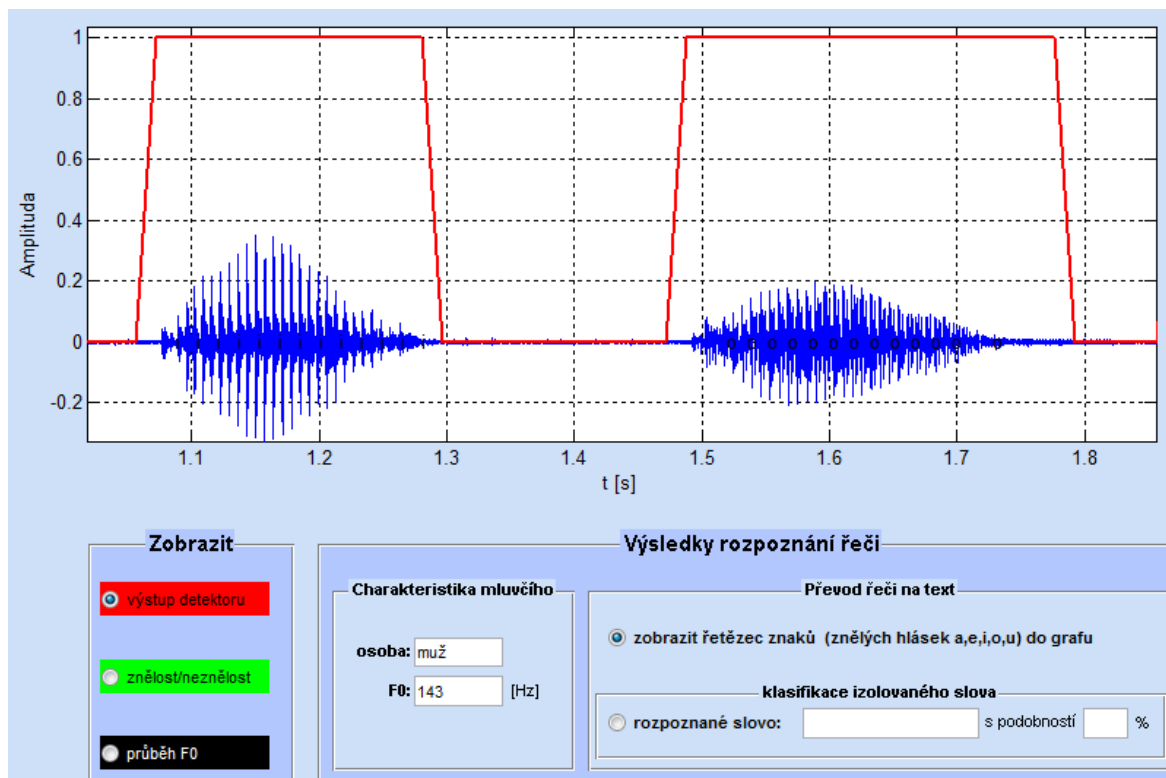 1
0.8
0.6
0.4
0.2
0
-0.2
Amplituda
o o o o o o o o o o o o
1.1 1.2 1.3 1.4 1.5 1.6 1.7 1.8
t [s]
Zobrazit
výstup detektoru
znělost/neznělost
průběh F0
Výsledky rozpoznání řeči
Charakteristika mluvčího
osoba: muž
F0: 143 [Hz]
Převod řeči na text
zobrazit řetězec znaků (znělých hlásek a,e,i,o,u) do grafu
klasifikace izolovaného slova
rozpoznané slovo: s podobností %